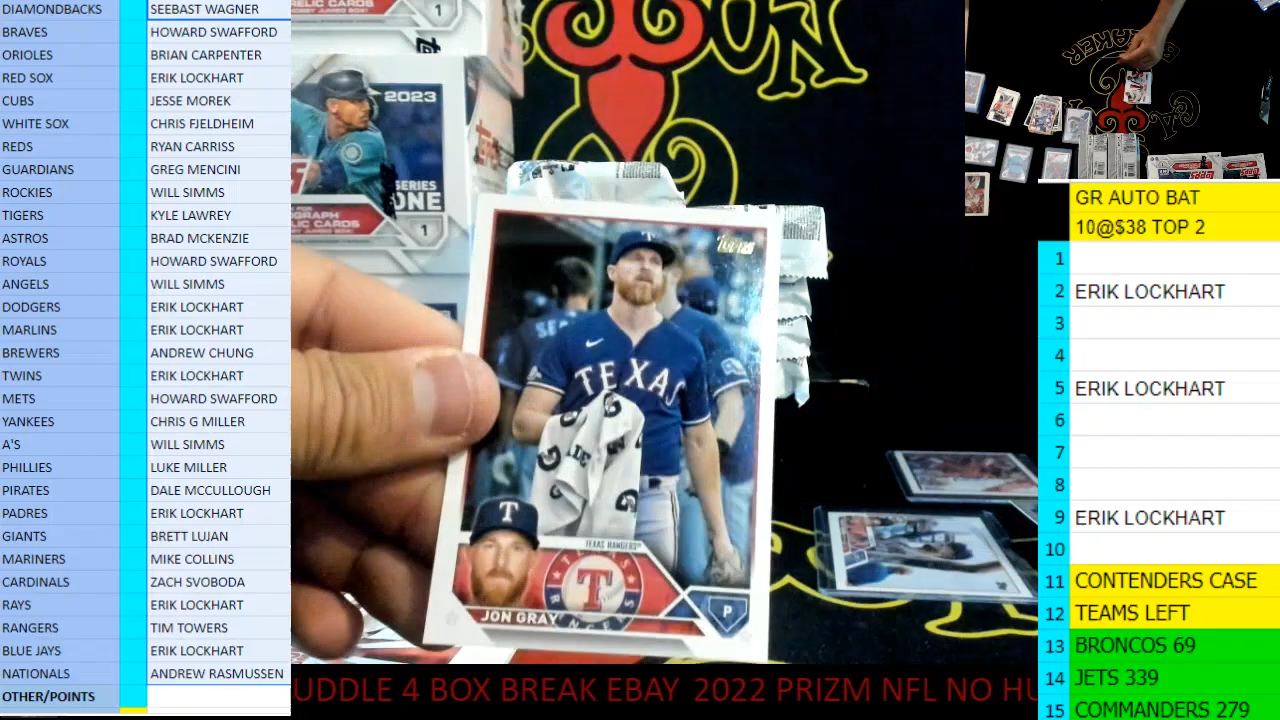 DIAMONDBACKS SEEBAST WAGNER
BRAVES HOWARD SWAFFORD
ORIOLES BRIAN CARPENTER
RED SOX ERIK LOCKHART
CUBS JESSE MOREK
WHITE SOX CHRIS FJELDHEIM
REDS RYAN CARRISS
GUARDIANS GREG MENCINI
ROCKIES WILL SIMMS
TIGERS KYLE LAWREY
ASTROS BRAD MCKENZIE
ROYALS HOWARD SWAFFORD
ANGELS WILL SIMMS
DODGERS ERIK LOCKHART
MARLINS ERIK LOCKHART
BREWERS ANDREW CHUNG
TWINS ERIK LOCKHART
METS HOWARD SWAFFORD
YANKEES CHRIS G MILLER
A'S WILL SIMMS
PHILLIES LUKE MILLER
PIRATES DALE MCCULLOUGH
PADRES ERIK LOCKHART
GIANTS BRETT LUJAN
MARINERS MIKE COLLINS
CARDINALS ZACH SVOBODA
RAYS ERIK LOCKHART
RANGERS TIM TOWERS
BLUE JAYS ERIK LOCKHART
NATIONALS ANDREW RASMUSSEN
OTHER/POINTS
RELIC CARDS
1
2023
SERIES
ONE
1
topps
TEXAS
TEXAS RANGERS
T
T
JON GRAY
P
UDDLE 4 BOX BREAK EBAY 2022 PRIZM NFL NO HU
GR AUTO BAT
10@$38 TOP 2
1
2 ERIK LOCKHART
3
4
5 ERIK LOCKHART
6
7
8
9 ERIK LOCKHART
10
11 CONTENDERS CASE
12 TEAMS LEFT
13 BRONCOS 69
14 JETS 339
15 COMMANDERS 279